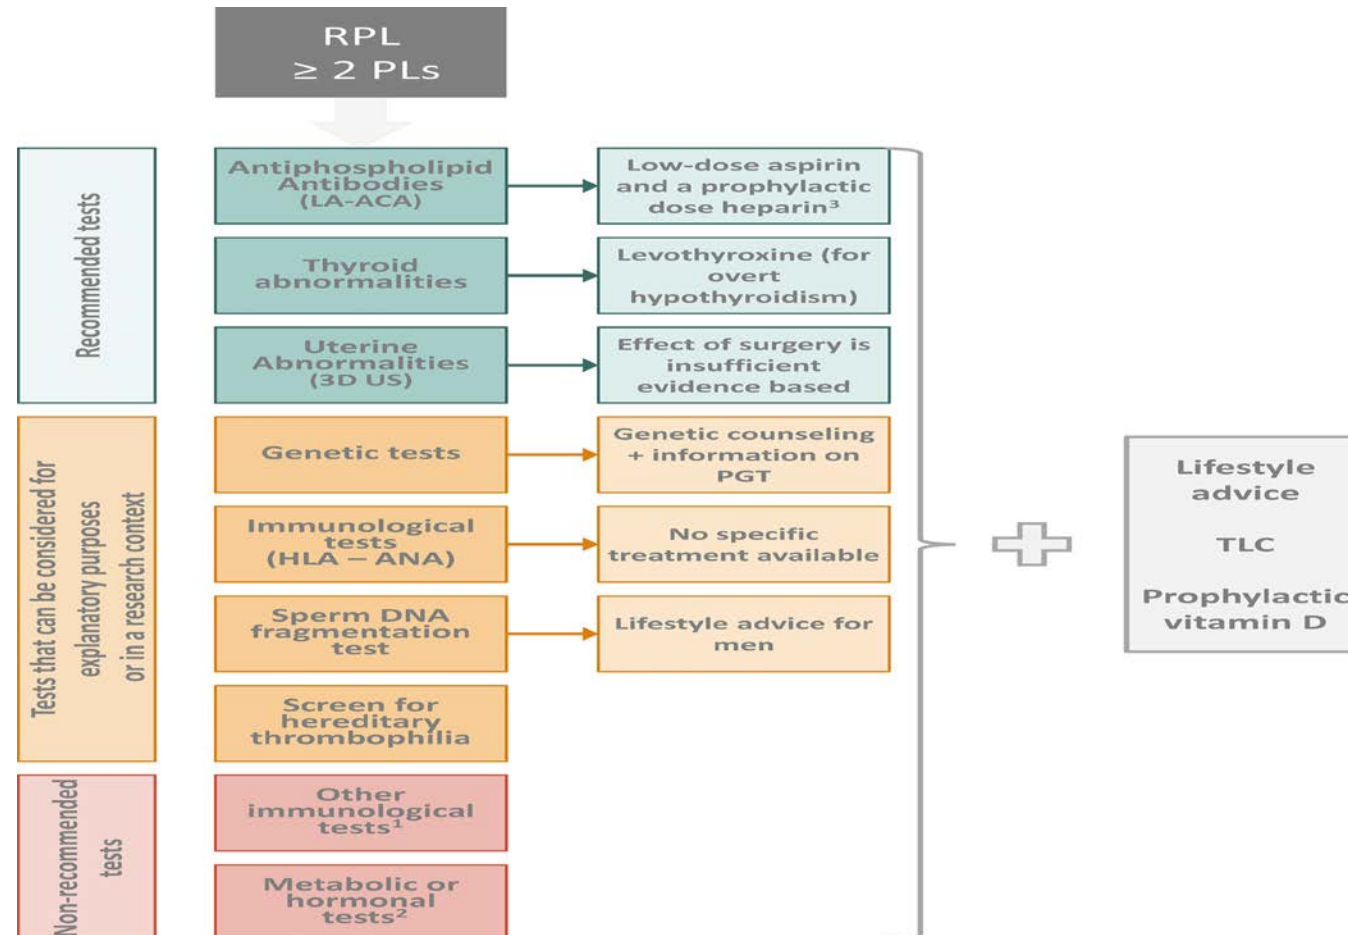 RPL
≥ 2 PLs
Recommended tests
Antiphospholipid
Antibodies
(LA-ACA)
Low-dose aspirin
and a prophylactic
dose heparin³
Thyroid
abnormalities
Levothyroxine (for
overt
hypothyroidism)
Uterine
Abnormalities
(3D US)
Effect of surgery is
insufficient
evidence based
Tests that can be considered for
explanatory purposes
or in a research context
Genetic tests
Genetic counseling
+ information on
PGT
Immunological
tests
(HLA – ANA)
No specific
treatment available
Sperm DNA
fragmentation
test
Lifestyle advice for
men
Screen for
hereditary
thrombophilia
Non-recommended
tests
Other
immunological
tests¹
Metabolic or
hormonal
tests²
Lifestyle
advice
TLC
Prophylactic
vitamin D